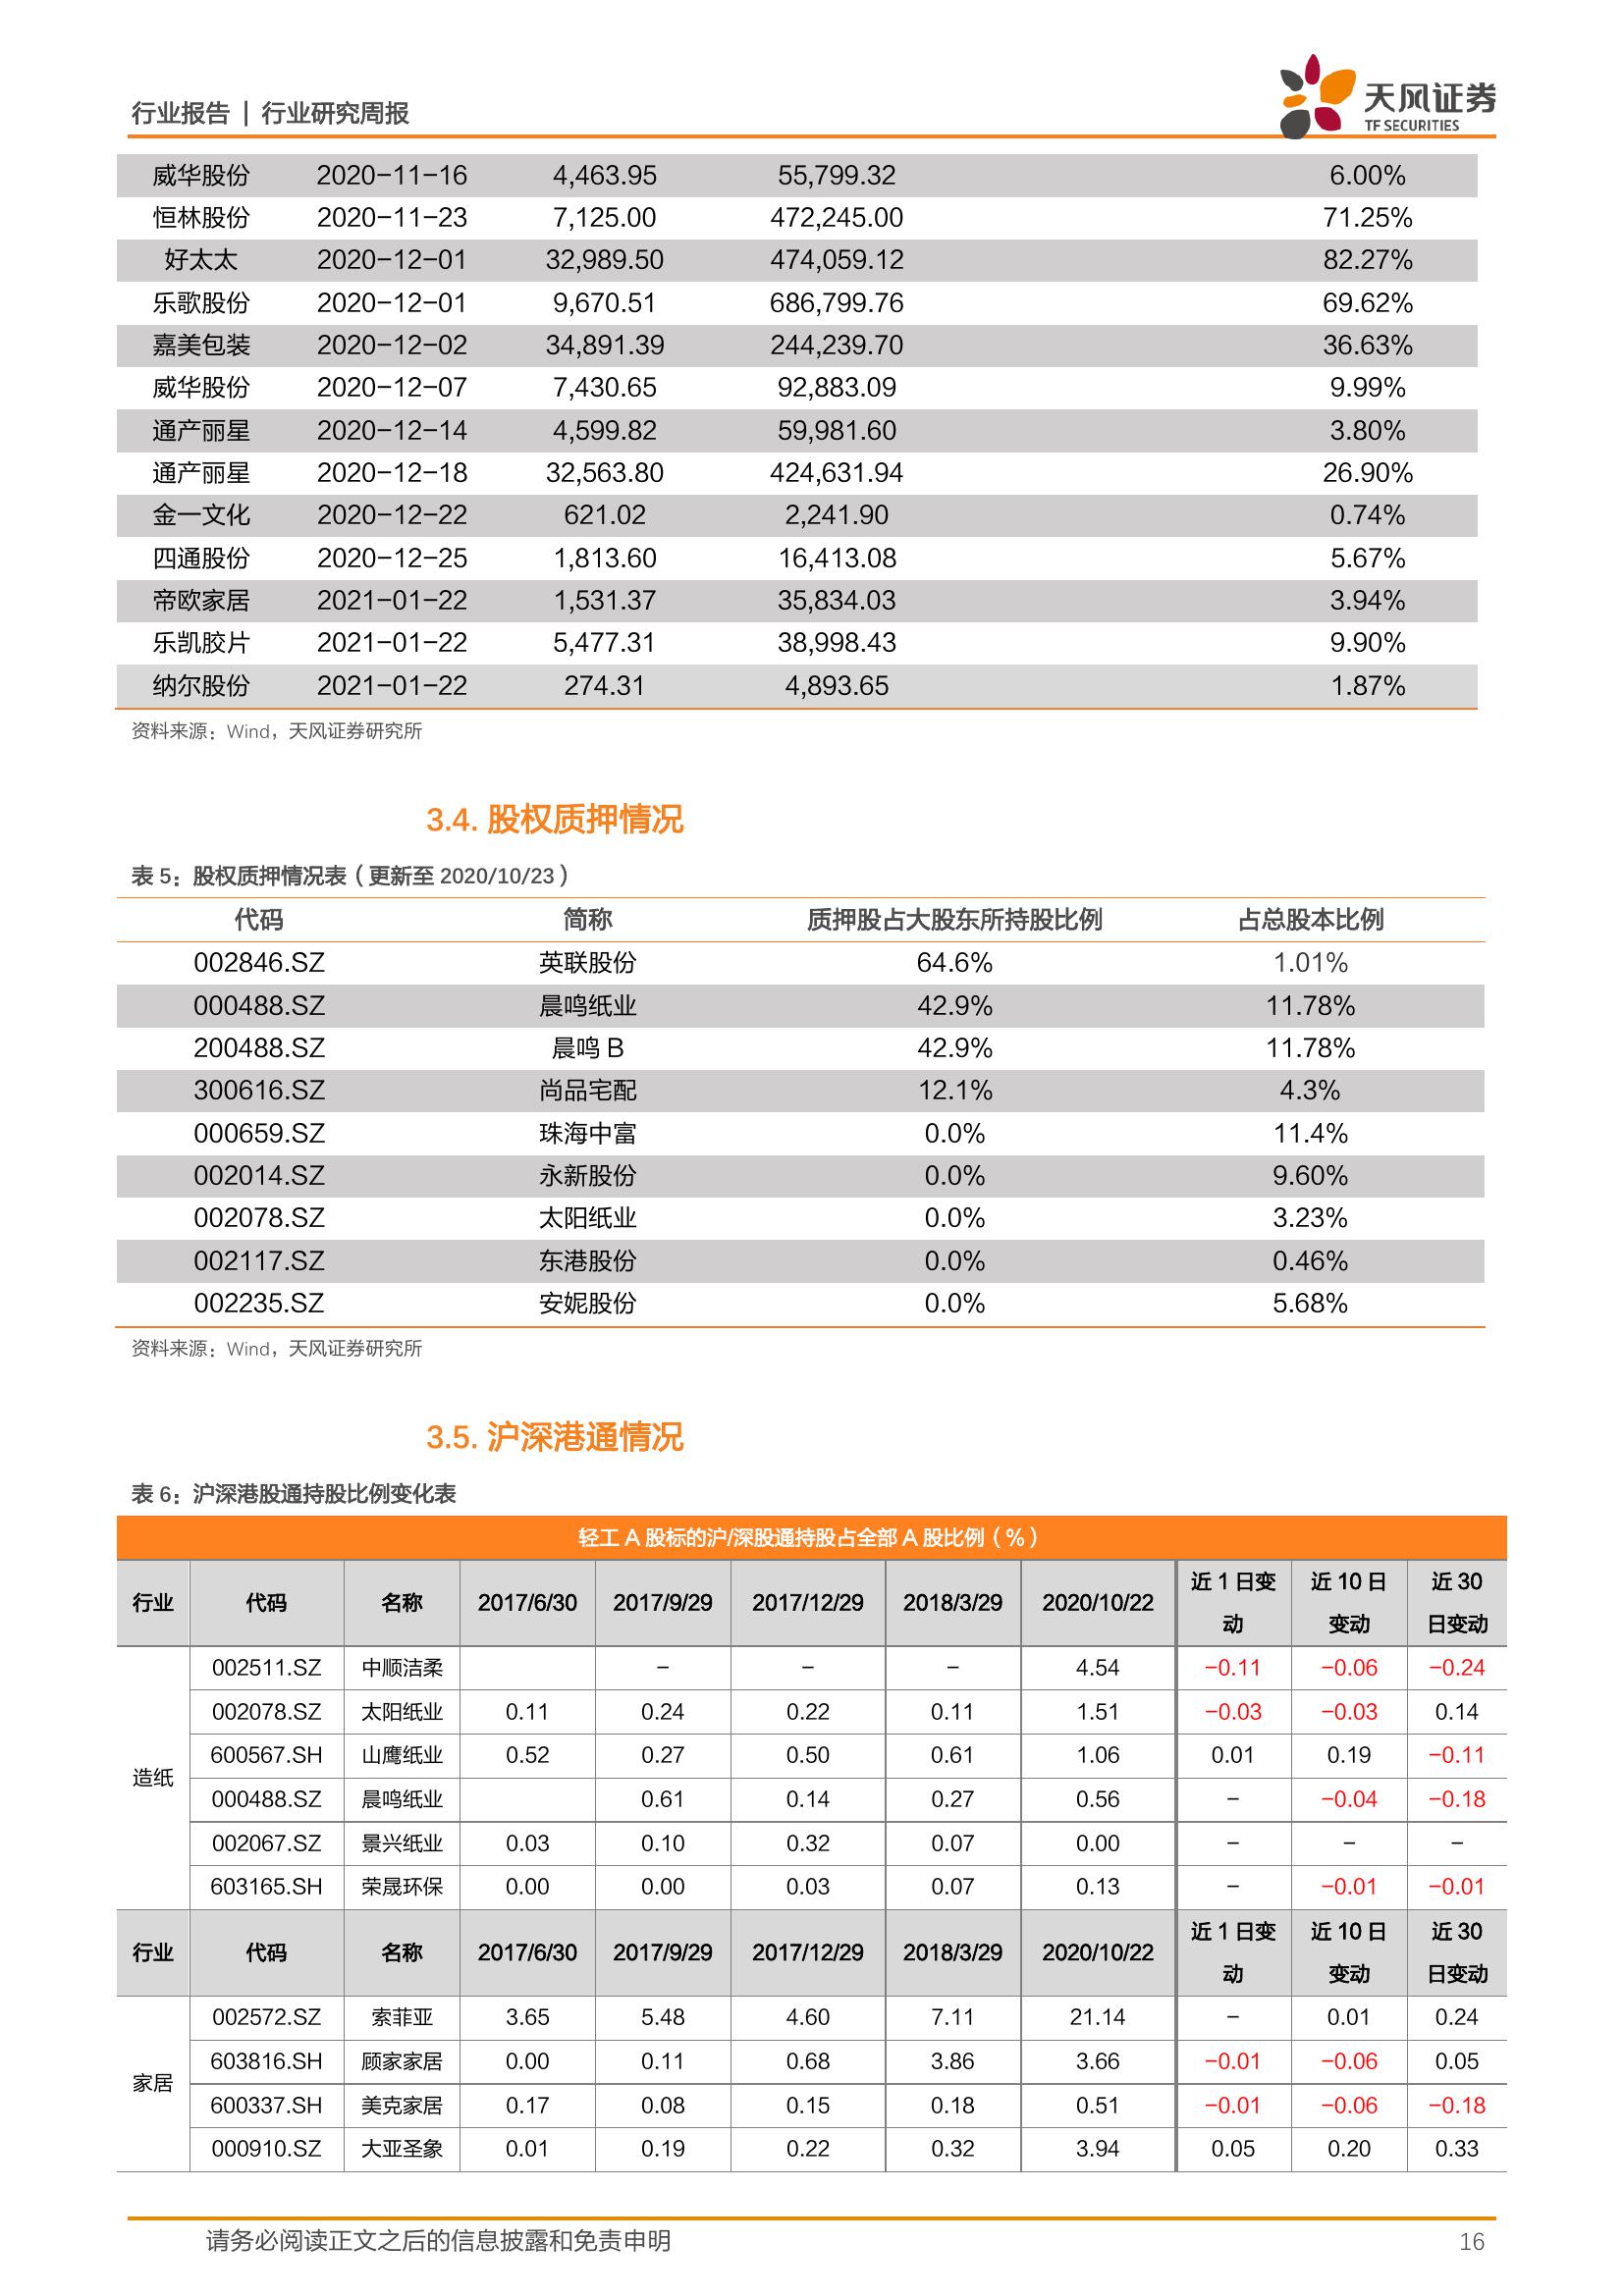 行业报告 | 行业研究周报
天风证券
TF SECURITIES
威华股份 2020-11-16 4,463.95 55,799.32 6.00%
恒林股份 2020-11-23 7,125.00 472,245.00 71.25%
好太太 2020-12-01 32,989.50 474,059.12 82.27%
乐歌股份 2020-12-01 9,670.51 686,799.76 69.62%
嘉美包装 2020-12-02 34,891.39 244,239.70 36.63%
威华股份 2020-12-07 7,430.65 92,883.09 9.99%
通产丽星 2020-12-14 4,599.82 59,981.60 3.80%
通产丽星 2020-12-18 32,563.80 424,631.94 26.90%
金一文化 2020-12-22 621.02 2,241.90 0.74%
四通股份 2020-12-25 1,813.60 16,413.08 5.67%
帝欧家居 2021-01-22 1,531.37 35,834.03 3.94%
乐凯胶片 2021-01-22 5,477.31 38,998.43 9.90%
纳尔股份 2021-01-22 274.31 4,893.65 1.87%
资料来源：Wind，天风证券研究所
3.4. 股权质押情况
表 5：股权质押情况表（更新至 2020/10/23）
代码 简称 质押股占大股东所持股比例 占总股本比例
002846.SZ 英联股份 64.6% 1.01%
000488.SZ 晨鸣纸业 42.9% 11.78%
200488.SZ 晨鸣 B 42.9% 11.78%
300616.SZ 尚品宅配 12.1% 4.3%
000659.SZ 珠海中富 0.0% 11.4%
002014.SZ 永新股份 0.0% 9.60%
002078.SZ 太阳纸业 0.0% 3.23%
002117.SZ 东港股份 0.0% 0.46%
002235.SZ 安妮股份 0.0% 5.68%
资料来源：Wind，天风证券研究所
3.5. 沪深港通情况
表 6：沪深港股通持股比例变化表
轻工 A 股标的沪/深股通持股占全部 A 股比例（%）
行业 代码 名称 2017/6/30 2017/9/29 2017/12/29 2018/3/29 2020/10/22 近 1 日变动 近 10 日变动 近 30 日变动
造纸
002511.SZ 中顺洁柔 – – – 4.54 -0.11 -0.06 -0.24
002078.SZ 太阳纸业 0.11 0.24 0.22 0.11 1.51 -0.03 -0.03 0.14
600567.SH 山鹰纸业 0.52 0.27 0.50 0.61 1.06 0.01 0.19 -0.11
000488.SZ 晨鸣纸业 0.61 0.14 0.27 0.56 – -0.04 -0.18
002067.SZ 景兴纸业 0.03 0.10 0.32 0.07 0.00 – – –
603165.SH 荣晟环保 0.00 0.00 0.03 0.07 0.13 – -0.01 -0.01
行业 代码 名称 2017/6/30 2017/9/29 2017/12/29 2018/3/29 2020/10/22 近 1 日变动 近 10 日变动 近 30 日变动
家居
002572.SZ 索菲亚 3.65 5.48 4.60 7.11 21.14 – 0.01 0.24
603816.SH 顾家家居 0.00 0.11 0.68 3.86 3.66 -0.01 -0.06 0.05
600337.SH 美克家居 0.17 0.08 0.15 0.18 0.51 -0.01 -0.06 -0.18
000910.SZ 大亚圣象 0.01 0.19 0.22 0.32 3.94 0.05 0.20 0.33
请务必阅读正文之后的信息披露和免责申明 16